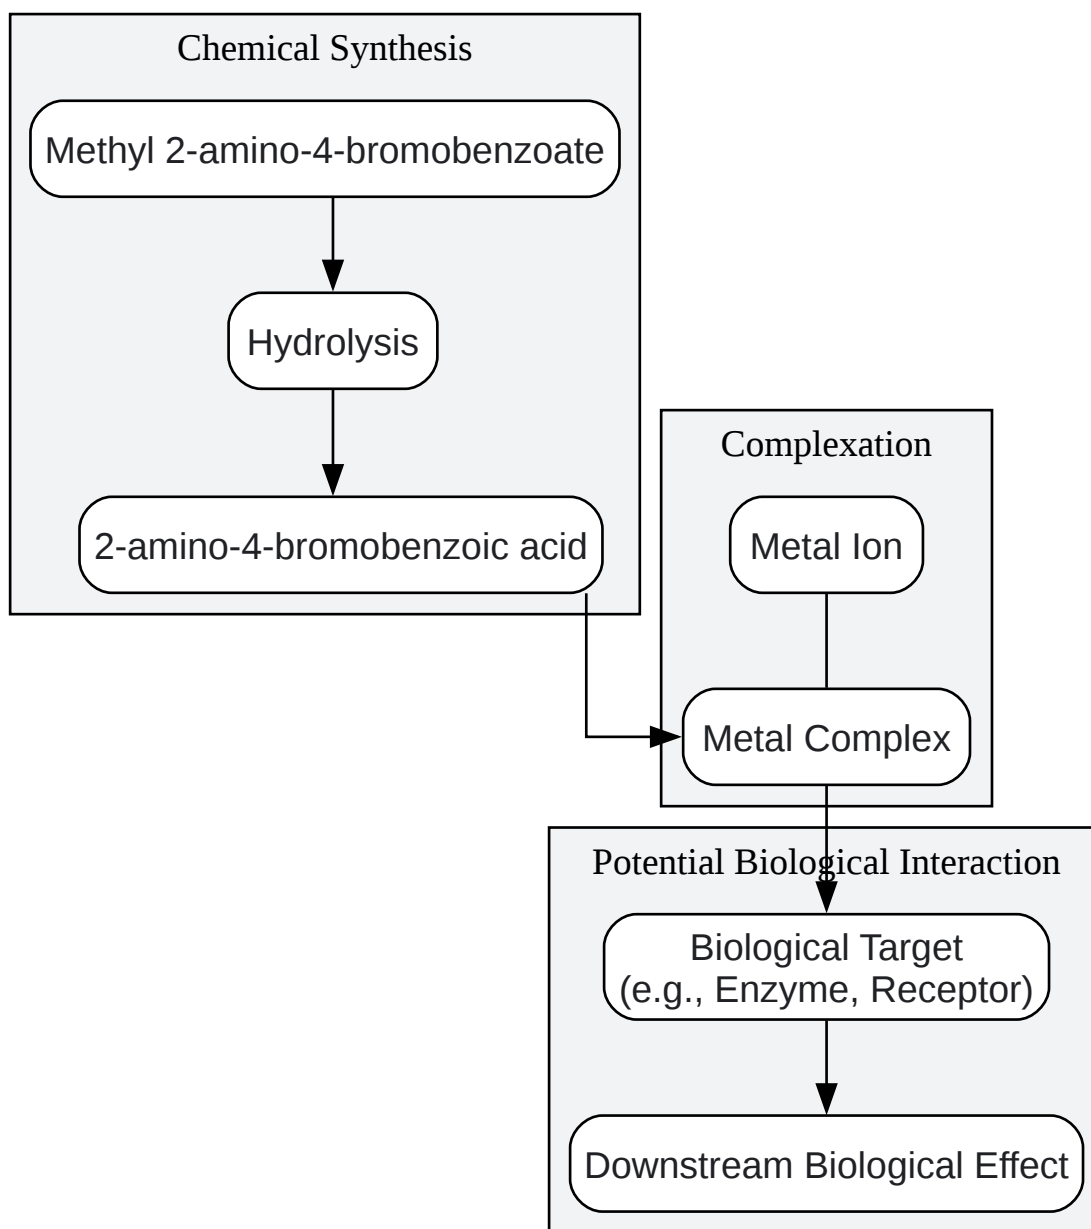 Chemical Synthesis
Methyl 2-amino-4-bromobenzoate
Hydrolysis
2-amino-4-bromobenzoic acid
Complexation
Metal Ion
Metal Complex
Potential Biological Interaction
Biological Target
(e.g., Enzyme, Receptor)
Downstream Biological Effect